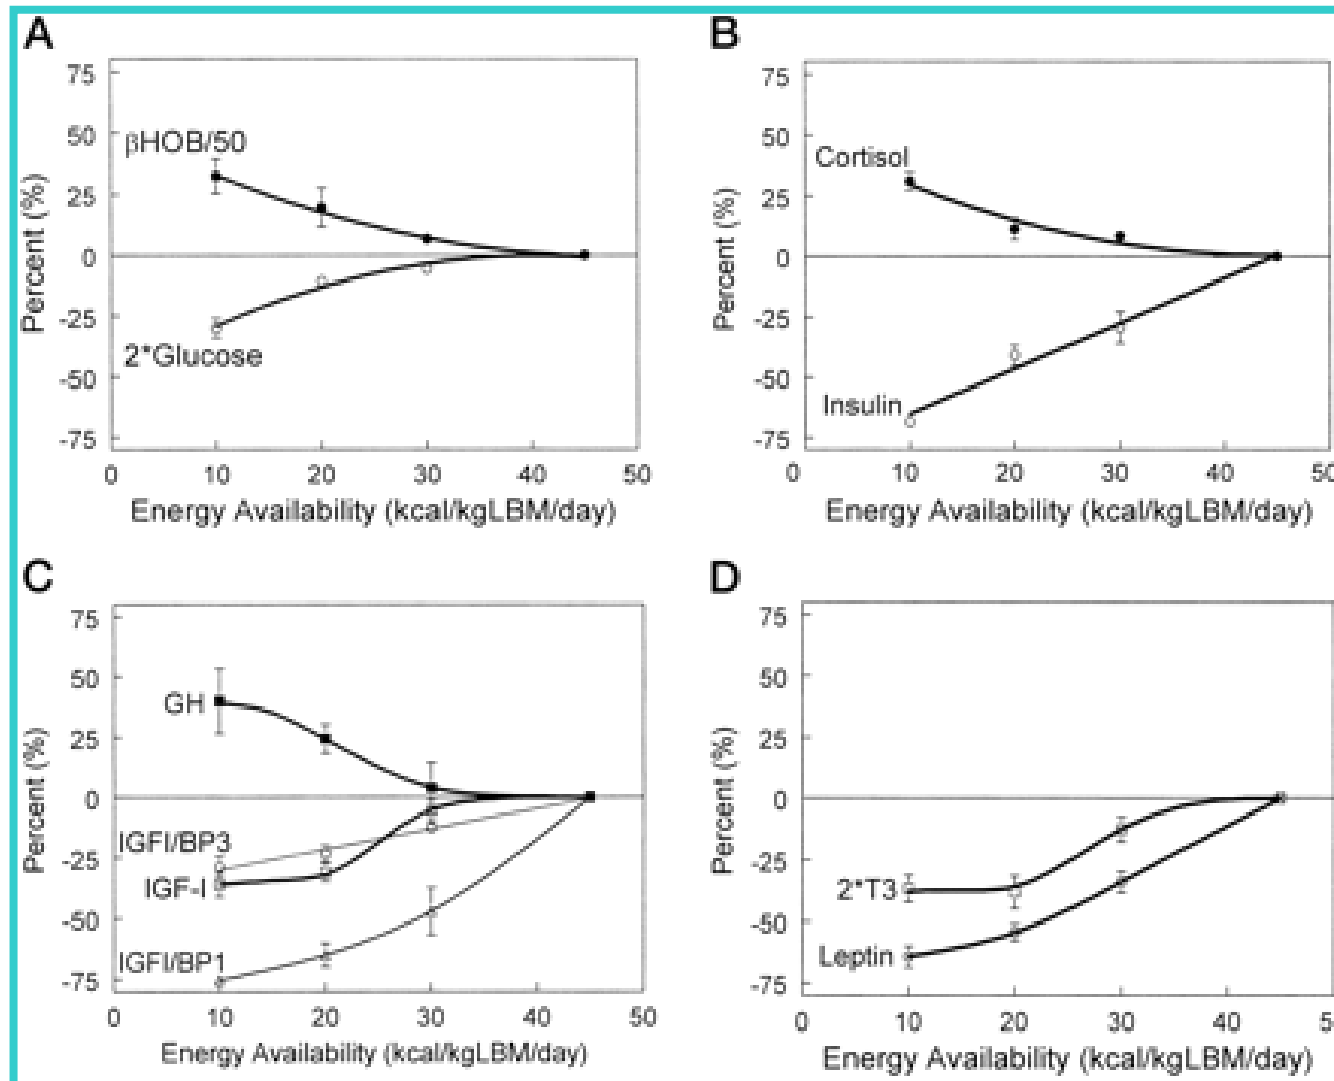 A
75
50
25
0
-25
-50
-75
Percent (%)
βHOB/50
2*Glucose
0 10 20 30 40 50
Energy Availability (kcal/kgLBM/day)
B
75
50
25
0
-25
-50
-75
Percent (%)
Cortisol
Insulin
0 10 20 30 40 50
Energy Availability (kcal/kgLBM/day)
C
75
50
25
0
-25
-50
-75
Percent (%)
GH
IGFI/BP3
IGF-I
IGFI/BP1
0 10 20 30 40 50
Energy Availability (kcal/kgLBM/day)
D
75
50
25
0
-25
-50
-75
Percent (%)
2*T3
Leptin
0 10 20 30 40
Energy Availability (kcal/kgLBM/day)